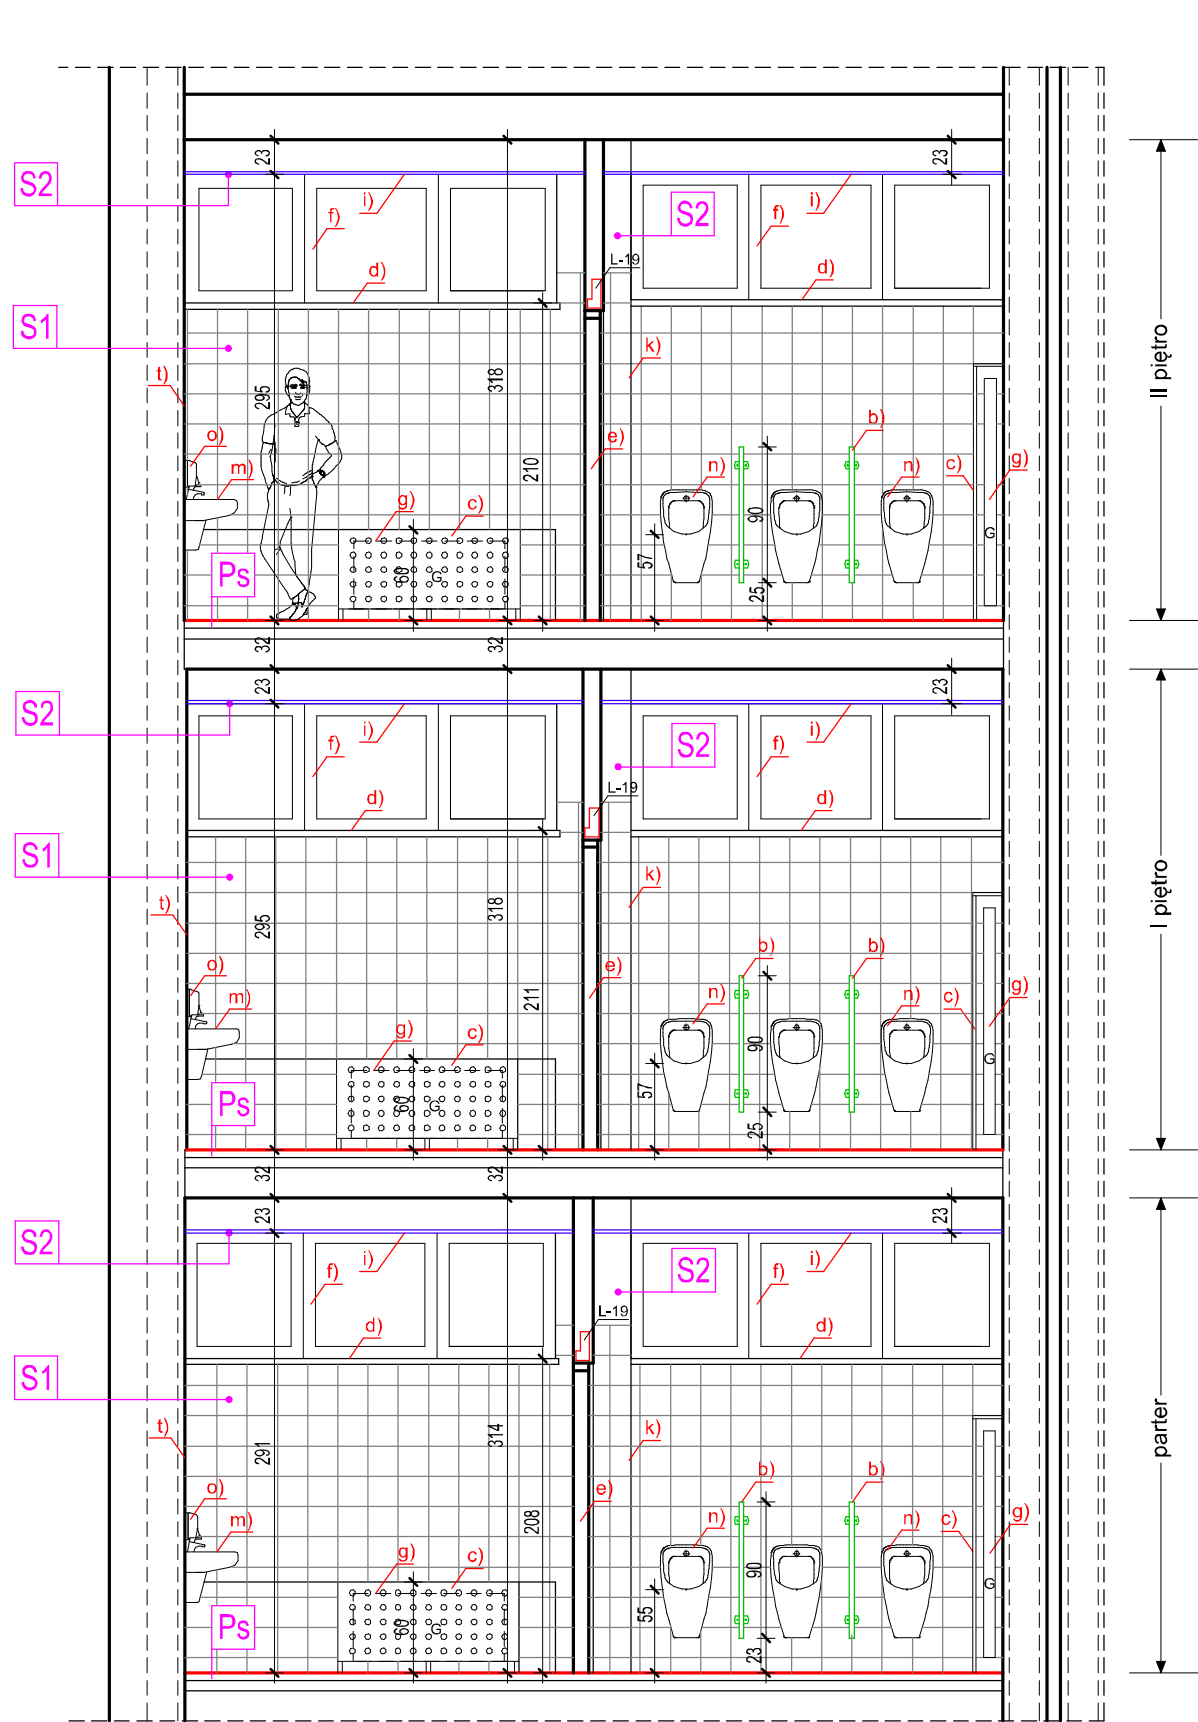 23
23
S2
i)
i)
f)
S2
f)
L-19
d)
d)
S1
k)
t)
295
318
II piętro
b)
o)
e)
m)
210
n)
n)
c)
g)
g)
c)
90
G
Ps
60
G
57
25
32
32
23
23
S2
i)
i)
f)
S2
f)
L-19
d)
d)
S1
k)
t)
295
318
I piętro
b)
b)
o)
e)
m)
211
n)
n)
c)
g)
g)
c)
90
G
Ps
60
G
57
25
32
32
23
23
S2
i)
i)
f)
S2
f)
L-19
d)
d)
S1
k)
t)
291
314
parter
b)
b)
o)
e)
m)
208
n)
n)
c)
g)
g)
c)
90
G
Ps
60
G
55
23